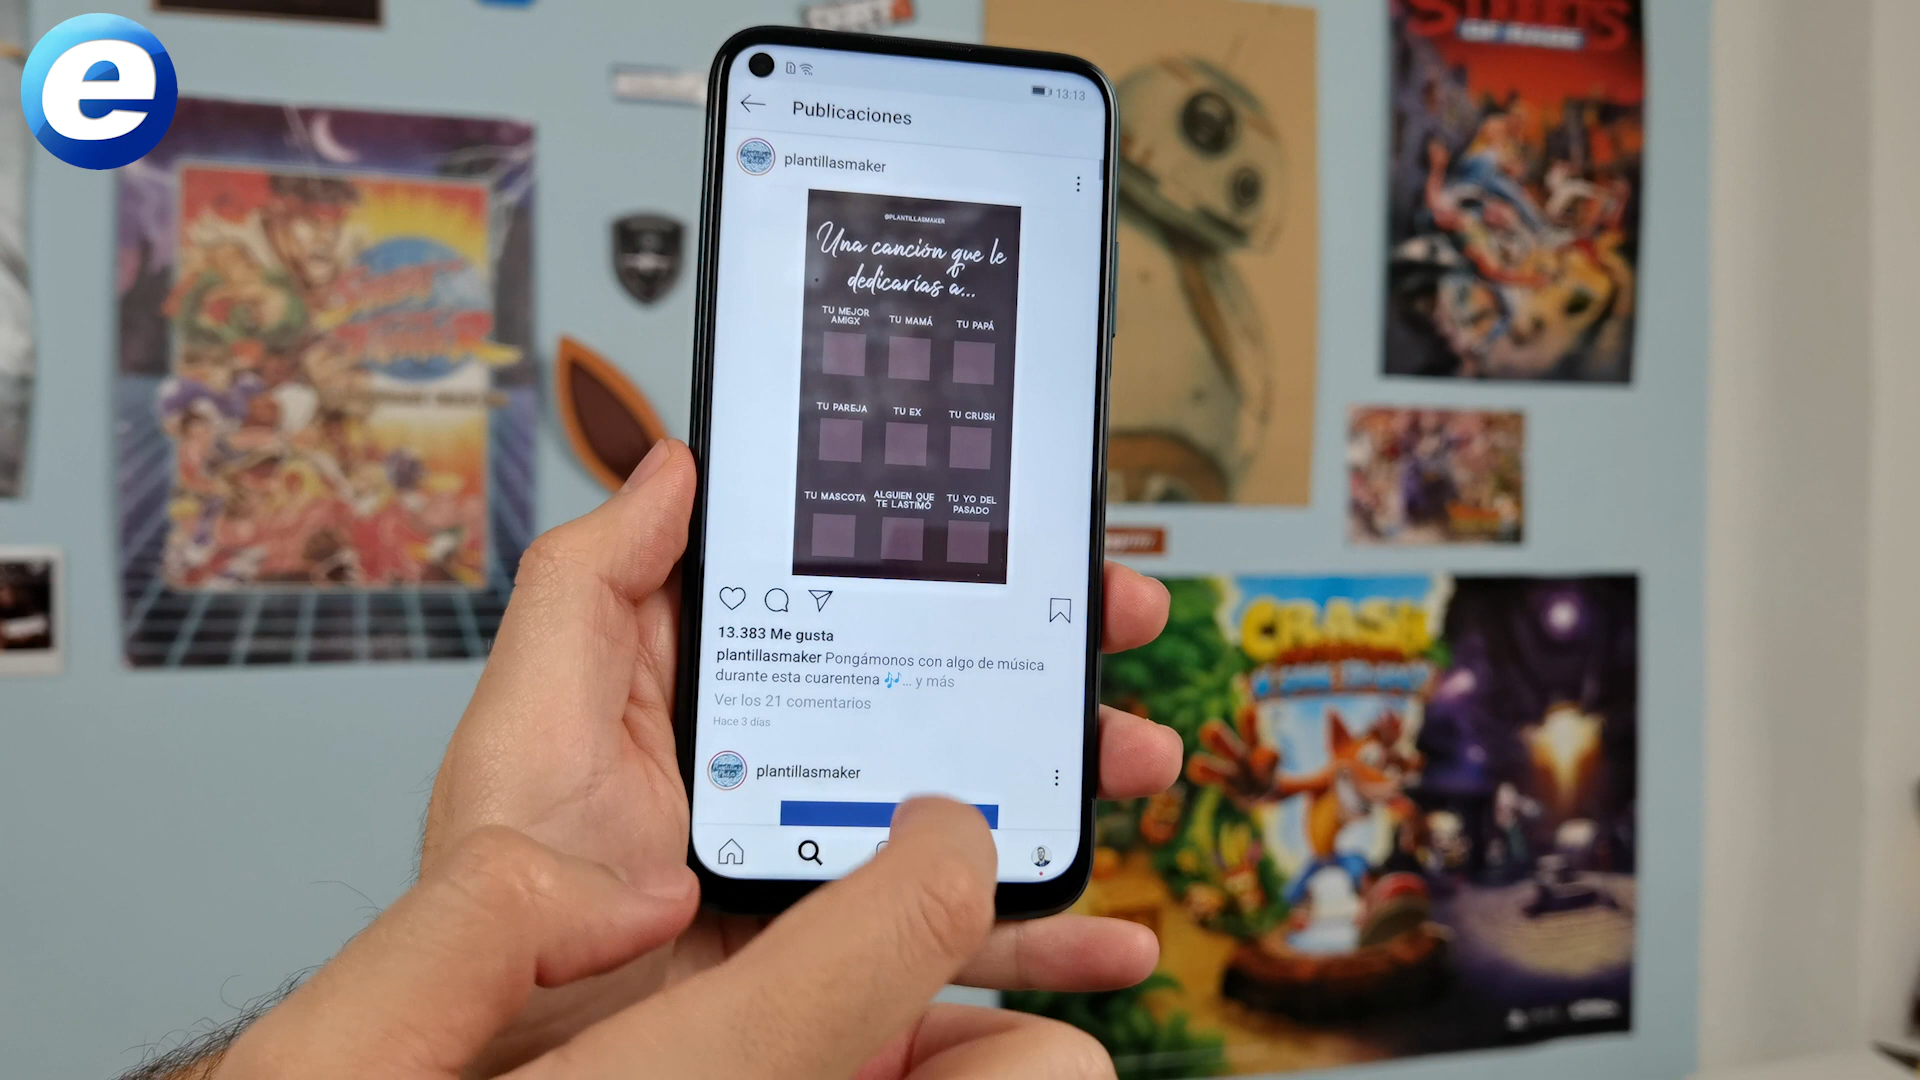 e
13:13
Publicaciones
plantillasmaker
@PLANTILLASMAKER
Una canción que le
dedicarías a...
TU MEJOR
AMIGX
TU MAMÁ
TU PAPÁ
TU PAREJA
TU EX
TU CRUSH
TU MASCOTA
ALGUIEN QUE
TE LASTIMÓ
TU YO DEL
PASADO
13.383 Me gusta
plantillasmaker Pongámonos con algo de música
durante esta cuarentena 🎶... y más
Ver los 21 comentarios
Hace 3 días
plantillasmaker
CRASH